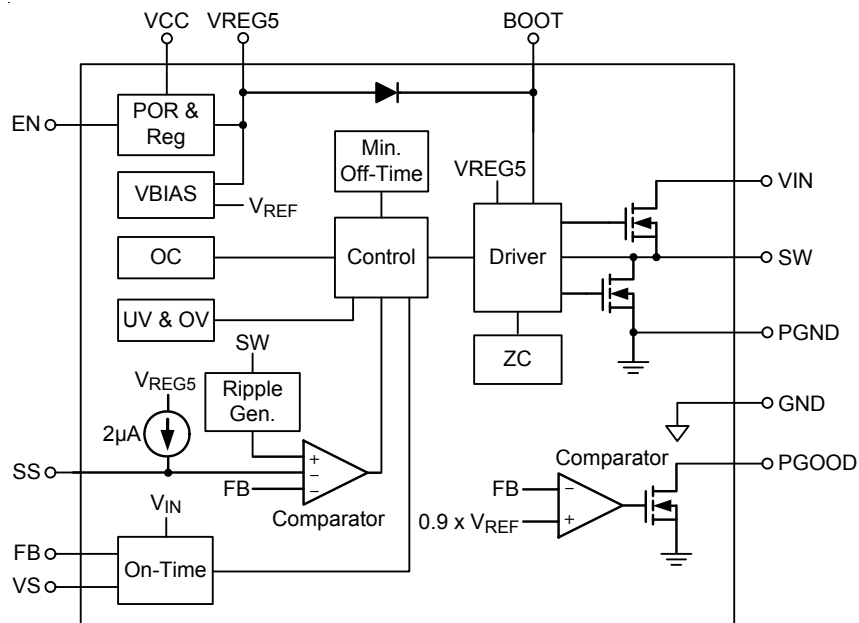 VCC
VREG5
BOOT
EN
POR &
Reg
Min.
Off-Time
VREG5
VIN
VBIAS
VREF
OC
Control
Driver
SW
UV & OV
PGND
SW
ZC
VREG5
Ripple
Gen.
GND
2µA
Comparator
PGOOD
SS
+
−
−
FB
Comparator
FB
−
0.9 x VREF
+
VIN
FB
On-Time
VS